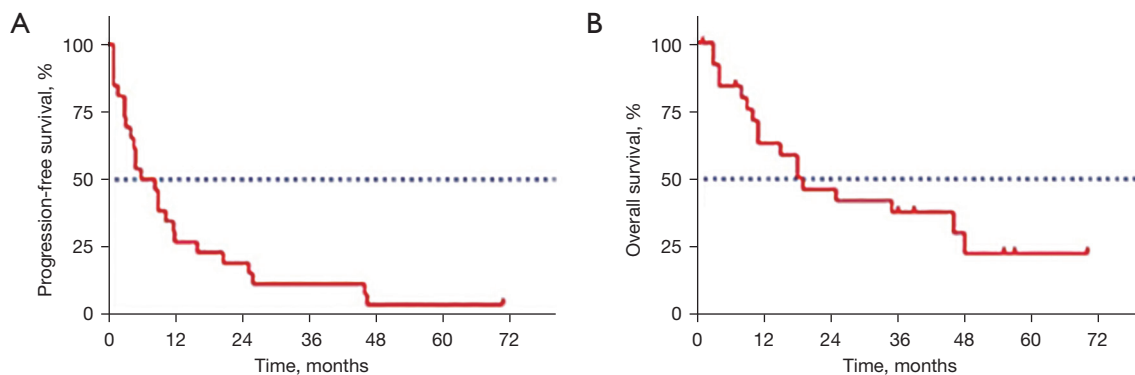 A
Progression-free survival, %
100
75
50
25
0
0 12 24 36 48 60 72
Time, months
B
Overall survival, %
100
75
50
25
0
0 12 24 36 48 60 72
Time, months